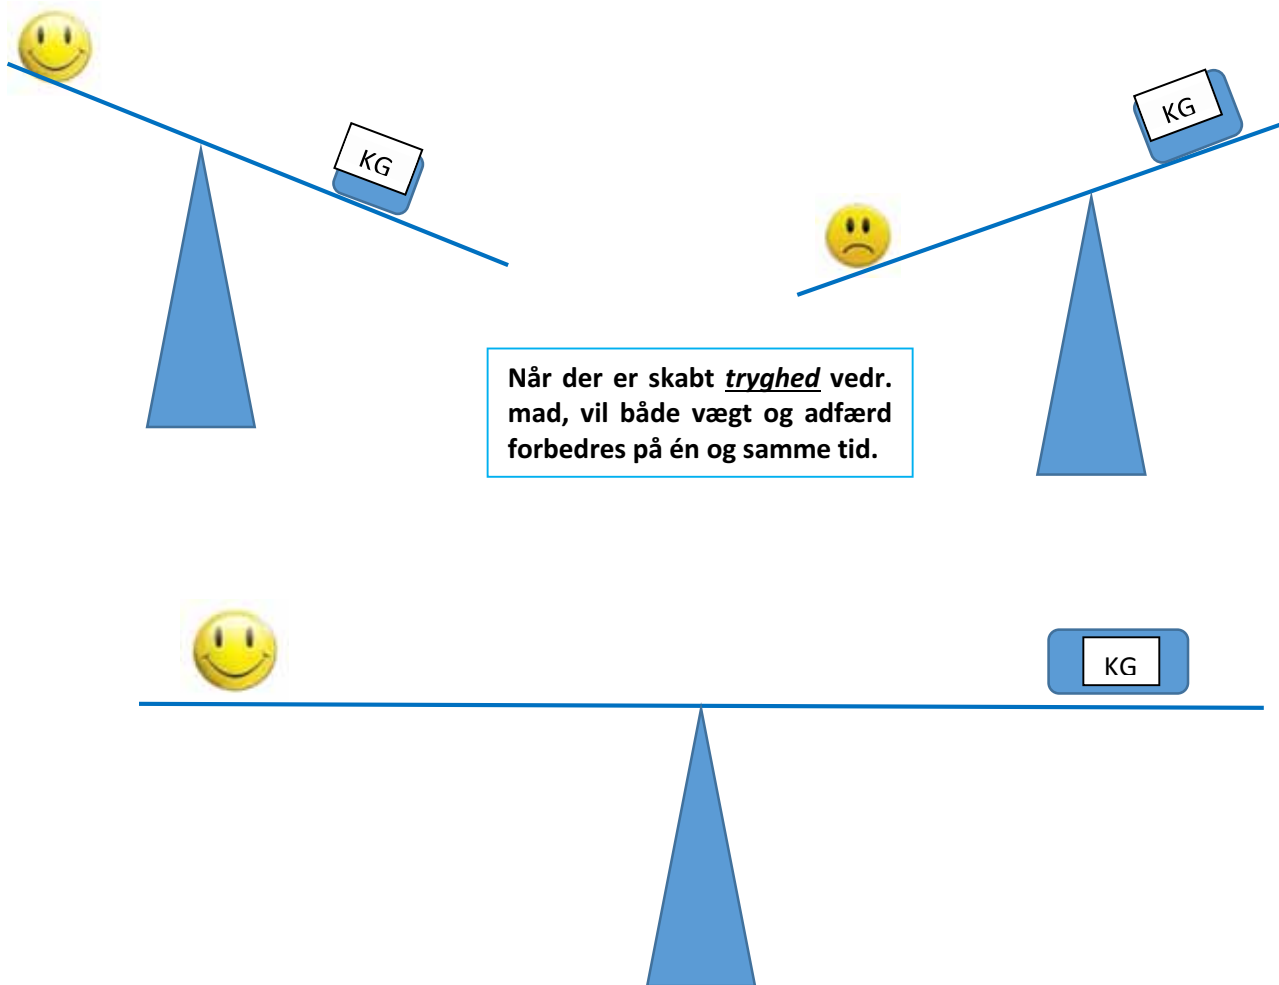 KG
KG
Når der er skabt tryghed vedr.
mad, vil både vægt og adfærd
forbedres på én og samme tid.
KG